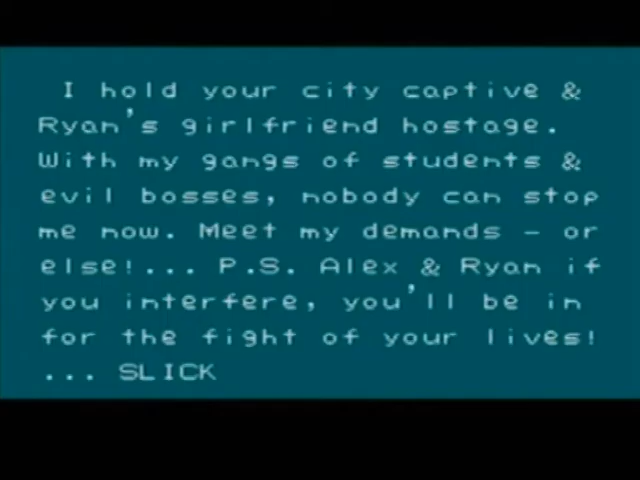 I hold your city captive &
Ryan's girlfriend hostage.
With my gangs of students &
evil bosses, nobody can stop
me now. Meet my demands - or
else!... P.S. Alex & Ryan if
you interfere, you'll be in
for the fight of your lives!
... SLICK